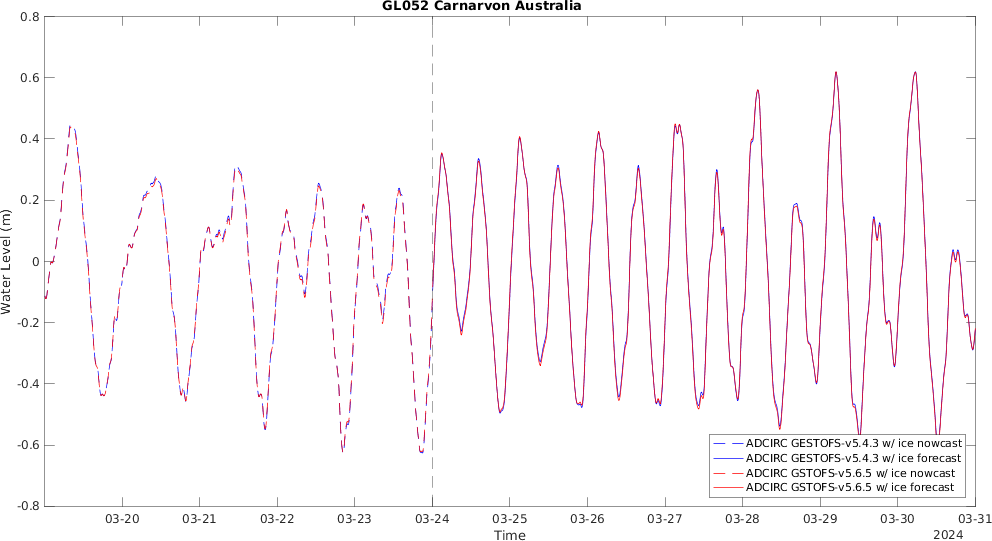 GL052 Carnarvon Australia
0.8
0.6
0.4
0.2
0
-0.2
-0.4
-0.6
-0.8
Water Level (m)
ADCIRC GESTOFS-v5.4.3 w/ ice nowcast
ADCIRC GESTOFS-v5.4.3 w/ ice forecast
ADCIRC GSTOFS-v5.6.5 w/ ice nowcast
ADCIRC GSTOFS-v5.6.5 w/ ice forecast
03-20 03-21 03-22 03-23 03-24 03-25 03-26 03-27 03-28 03-29 03-30 03-31
Time
2024